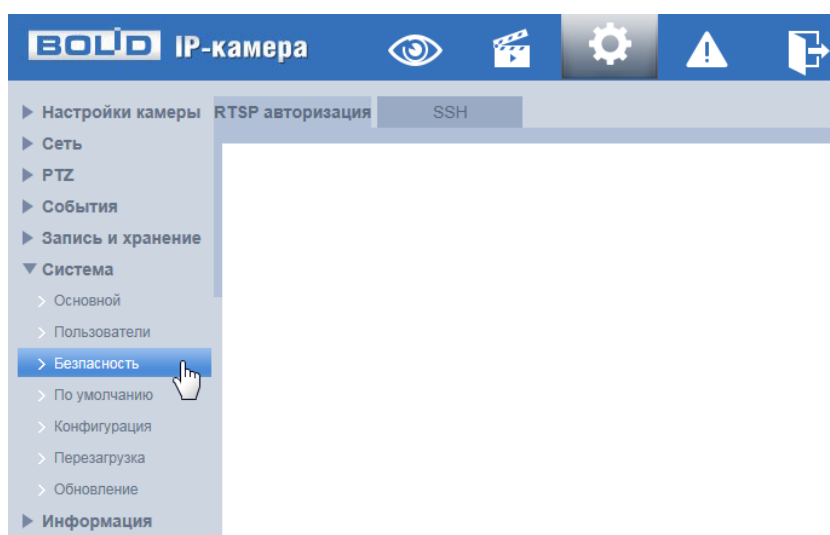 BOLID IP-камера
Настройки камеры
RTSP авторизация
SSH
Сеть
PTZ
События
Запись и хранение
Система
Основной
Пользователи
Безпасность
По умолчанию
Конфигурация
Перезагрузка
Обновление
Информация